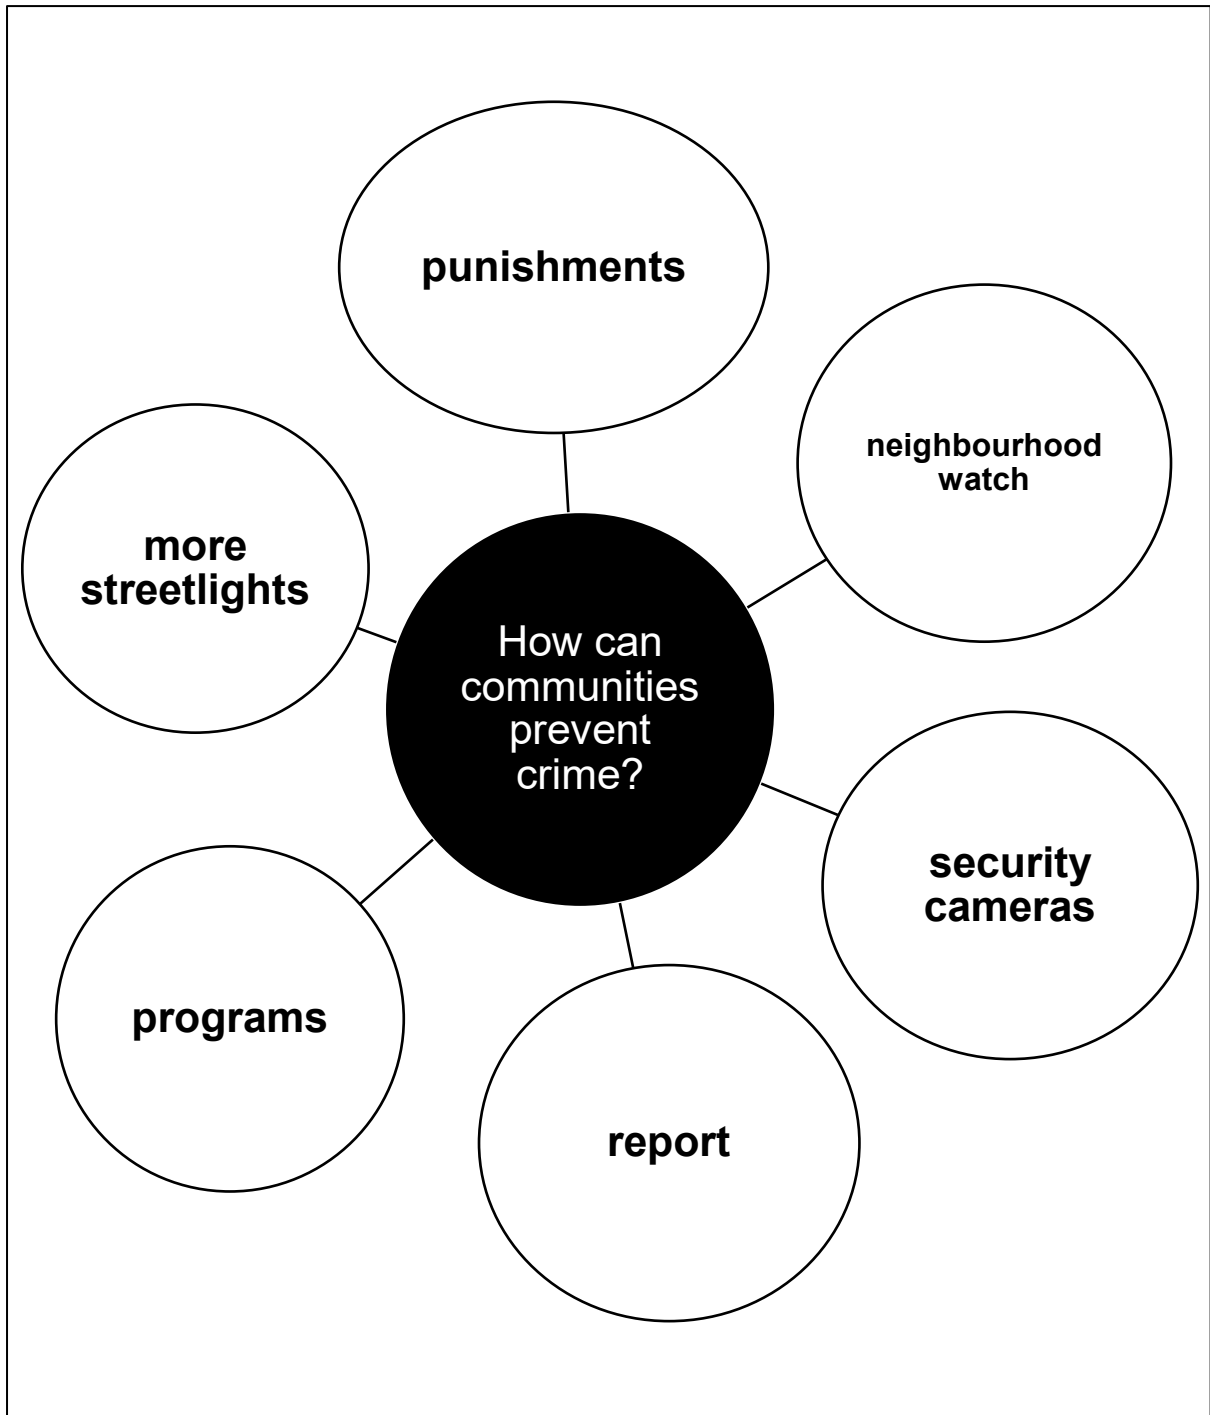 punishments
neighbourhood
watch
more
streetlights
How can
communities
prevent
crime?
security
cameras
programs
report